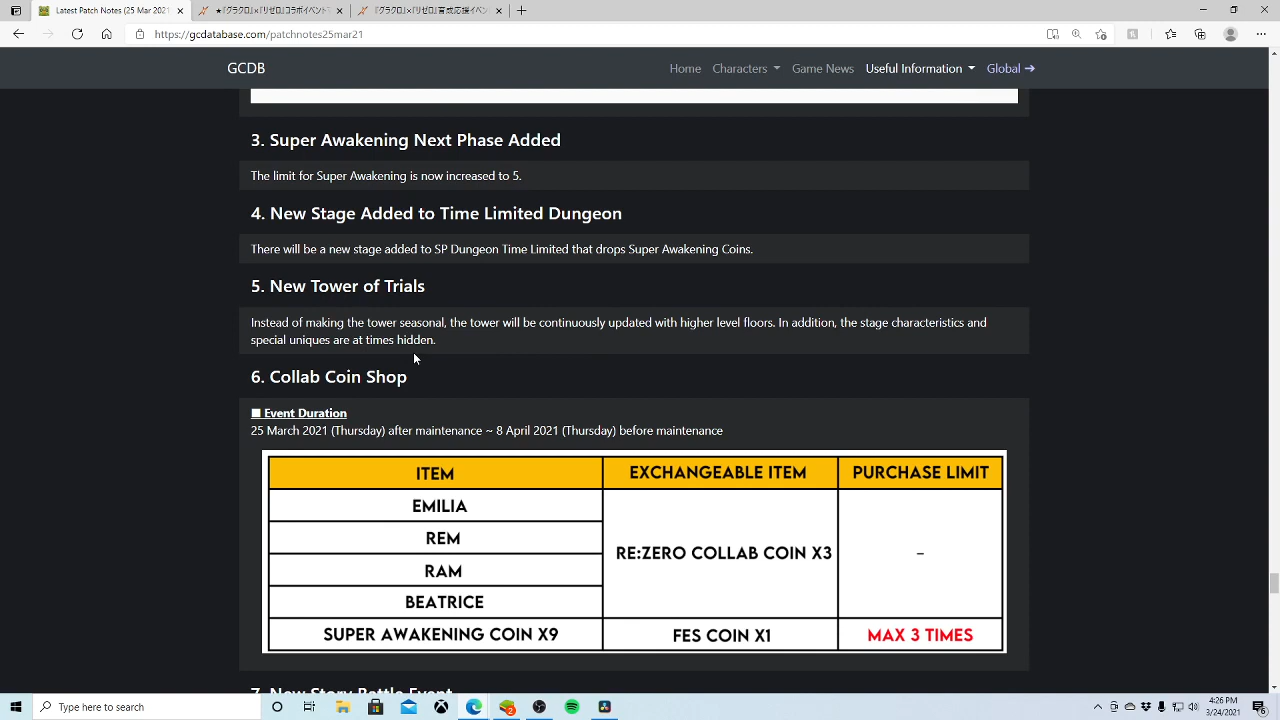 Latest Patch Notes (25 Mar 2021)
https://gcdatabase.com/patchnotes25mar21
GCDB
Home Characters Game News Useful Information Global →
3. Super Awakening Next Phase Added
The limit for Super Awakening is now increased to 5.
4. New Stage Added to Time Limited Dungeon
There will be a new stage added to SP Dungeon Time Limited that drops Super Awakening Coins.
5. New Tower of Trials
Instead of making the tower seasonal, the tower will be continuously updated with higher level floors. In addition, the stage characteristics and
special uniques are at times hidden.
6. Collab Coin Shop
■ Event Duration
25 March 2021 (Thursday) after maintenance ~ 8 April 2021 (Thursday) before maintenance
ITEM EXCHANGEABLE ITEM PURCHASE LIMIT
EMILIA
REM
RE:ZERO COLLAB COIN X3 –
RAM
BEATRICE
SUPER AWAKENING COIN X9 FES COIN X1 MAX 3 TIMES
7. New Story Battle Event
Type here to search
4:26 PM
3/24/2021